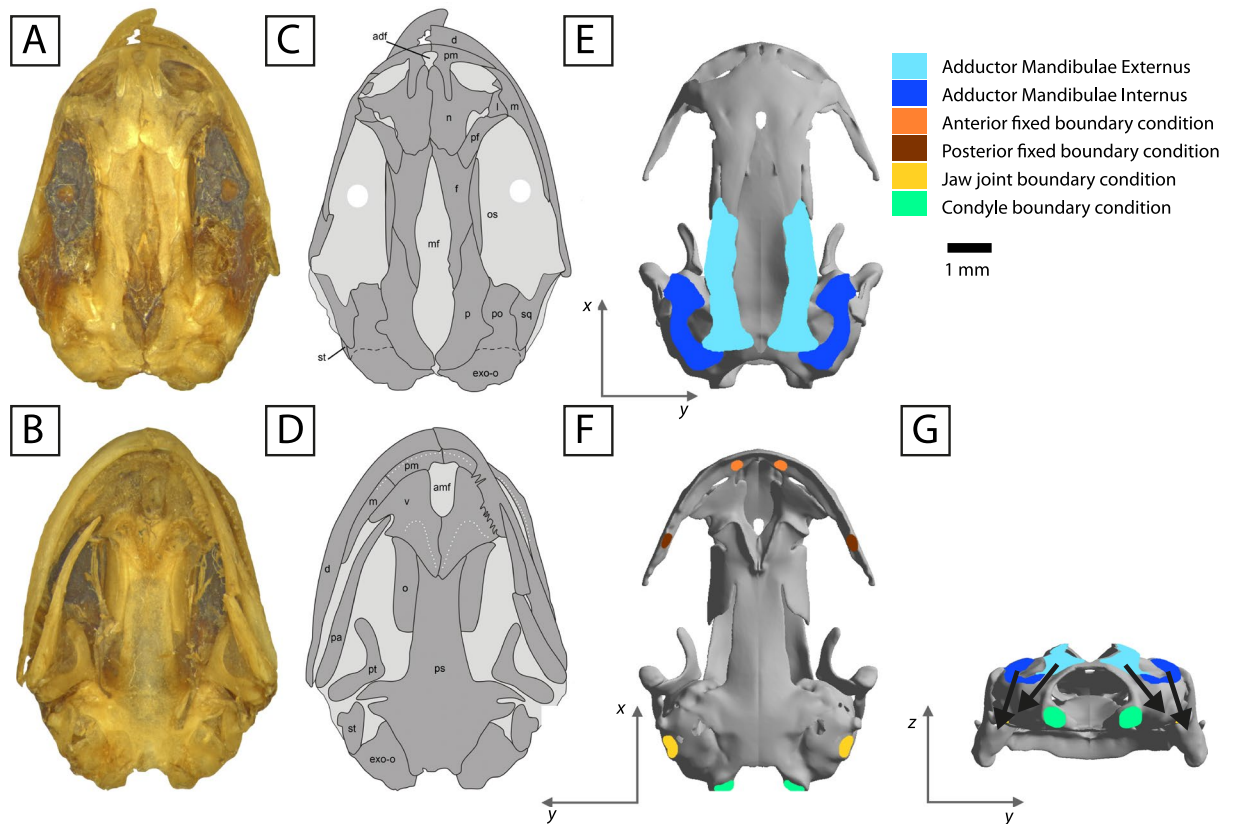 A
C
E
adf
d
pm
l
m
n
pf
f
os
mf
p
po
sq
st
exo-o
x
y
Adductor Mandibulae Externus
Adductor Mandibulae Internus
Anterior fixed boundary condition
Posterior fixed boundary condition
Jaw joint boundary condition
Condyle boundary condition
1 mm
B
D
F
G
pm
amf
m
v
d
o
pa
pt
ps
st
exo-o
x
y
z
y